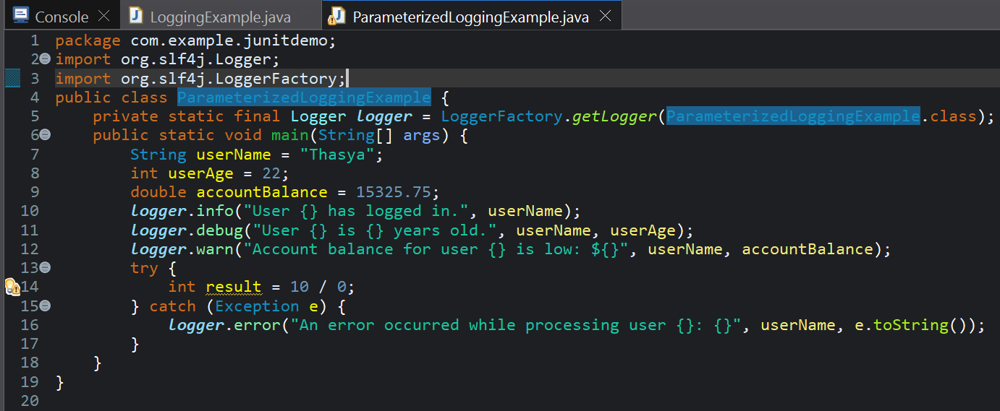 Console LoggingExample.java ParameterizedLoggingExample.java
1 package com.example.junitdemo;
2 import org.slf4j.Logger;
3 import org.slf4j.LoggerFactory;
4 public class ParameterizedLoggingExample {
5     private static final Logger logger = LoggerFactory.getLogger(ParameterizedLoggingExample.class);
6     public static void main(String[] args) {
7         String userName = "Thasya";
8         int userAge = 22;
9         double accountBalance = 15325.75;
10         logger.info("User {} has logged in.", userName);
11         logger.debug("User {} is {} years old.", userName, userAge);
12         logger.warn("Account balance for user {} is low: ${}", userName, accountBalance);
13         try {
14             int result = 10 / 0;
15         } catch (Exception e) {
16             logger.error("An error occurred while processing user {}: {}", userName, e.toString());
17         }
18     }
19 }
20